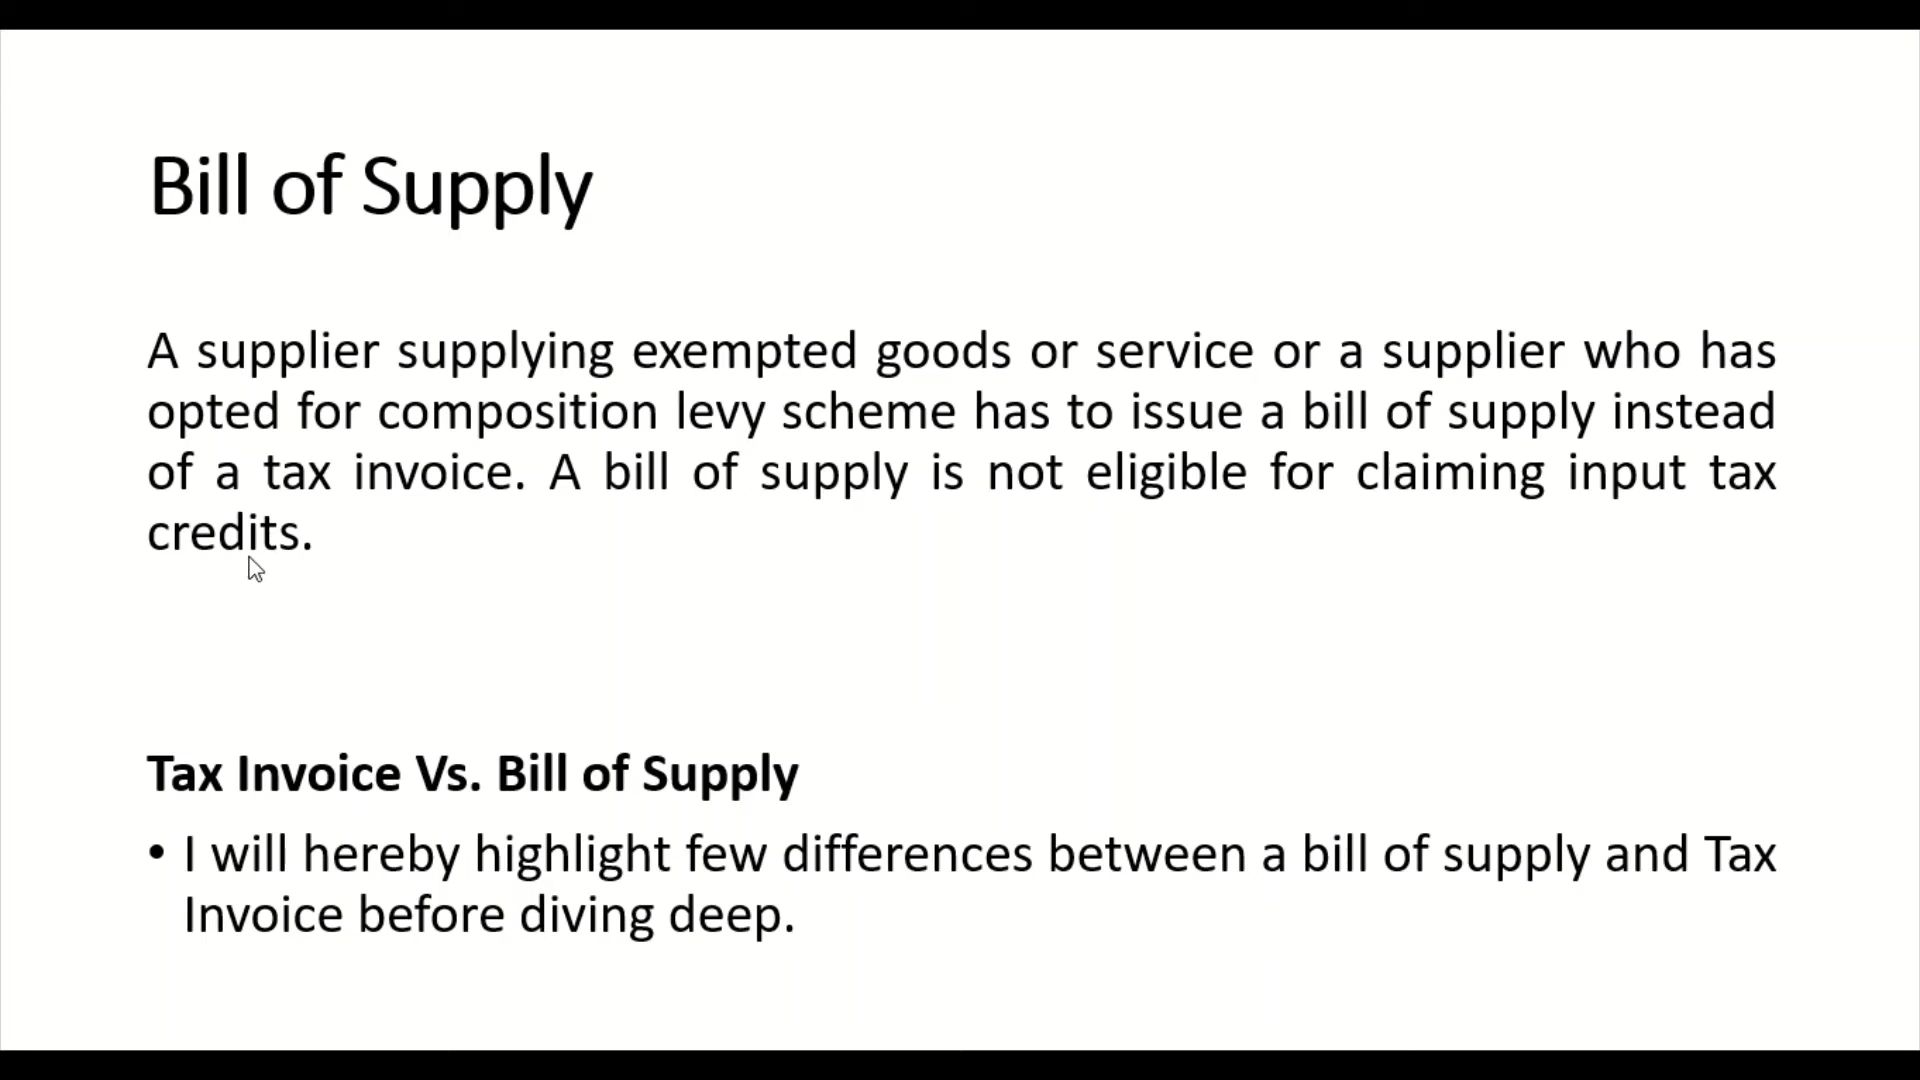 Bill of Supply
A supplier supplying exempted goods or service or a supplier who has
opted for composition levy scheme has to issue a bill of supply instead
of a tax invoice. A bill of supply is not eligible for claiming input tax
credits.
Tax Invoice Vs. Bill of Supply
• I will hereby highlight few differences between a bill of supply and Tax
Invoice before diving deep.